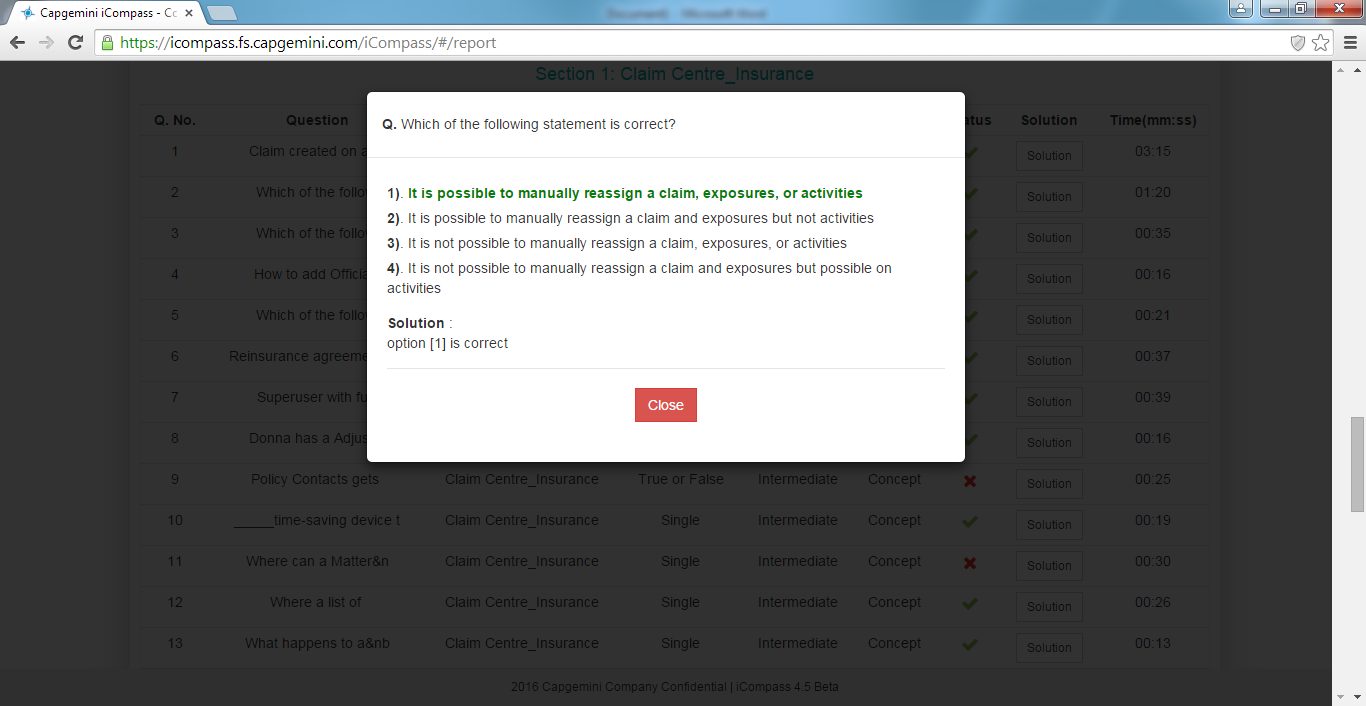 Capgemini iCompass - Cc
https://icompass.fs.capgemini.com/iCompass/#/report
Section 1: Claim Centre_Insurance
Q. No. Question atus Solution Time(mm:ss)
1 Claim created on a Solution 03:15
2 Which of the follo Solution 01:20
3 Which of the follo Solution 00:35
4 How to add Officia Solution 00:16
5 Which of the follo Solution 00:21
6 Reinsurance agreeme Solution 00:37
7 Superuser with fu Solution 00:39
8 Donna has a Adjus Solution 00:16
9 Policy Contacts gets Claim Centre_Insurance True or False Intermediate Concept Solution 00:25
10 _____time-saving device t Claim Centre_Insurance Single Intermediate Concept Solution 00:19
11 Where can a Matter&n Claim Centre_Insurance Single Intermediate Concept Solution 00:30
12 Where a list of Claim Centre_Insurance Single Intermediate Concept Solution 00:26
13 What happens to a&nb Claim Centre_Insurance Single Intermediate Concept Solution 00:13
Q. Which of the following statement is correct?
1). It is possible to manually reassign a claim, exposures, or activities
2). It is possible to manually reassign a claim and exposures but not activities
3). It is not possible to manually reassign a claim, exposures, or activities
4). It is not possible to manually reassign a claim and exposures but possible on
activities
Solution :
option [1] is correct
Close
2016 Capgemini Company Confidential | iCompass 4.5 Beta